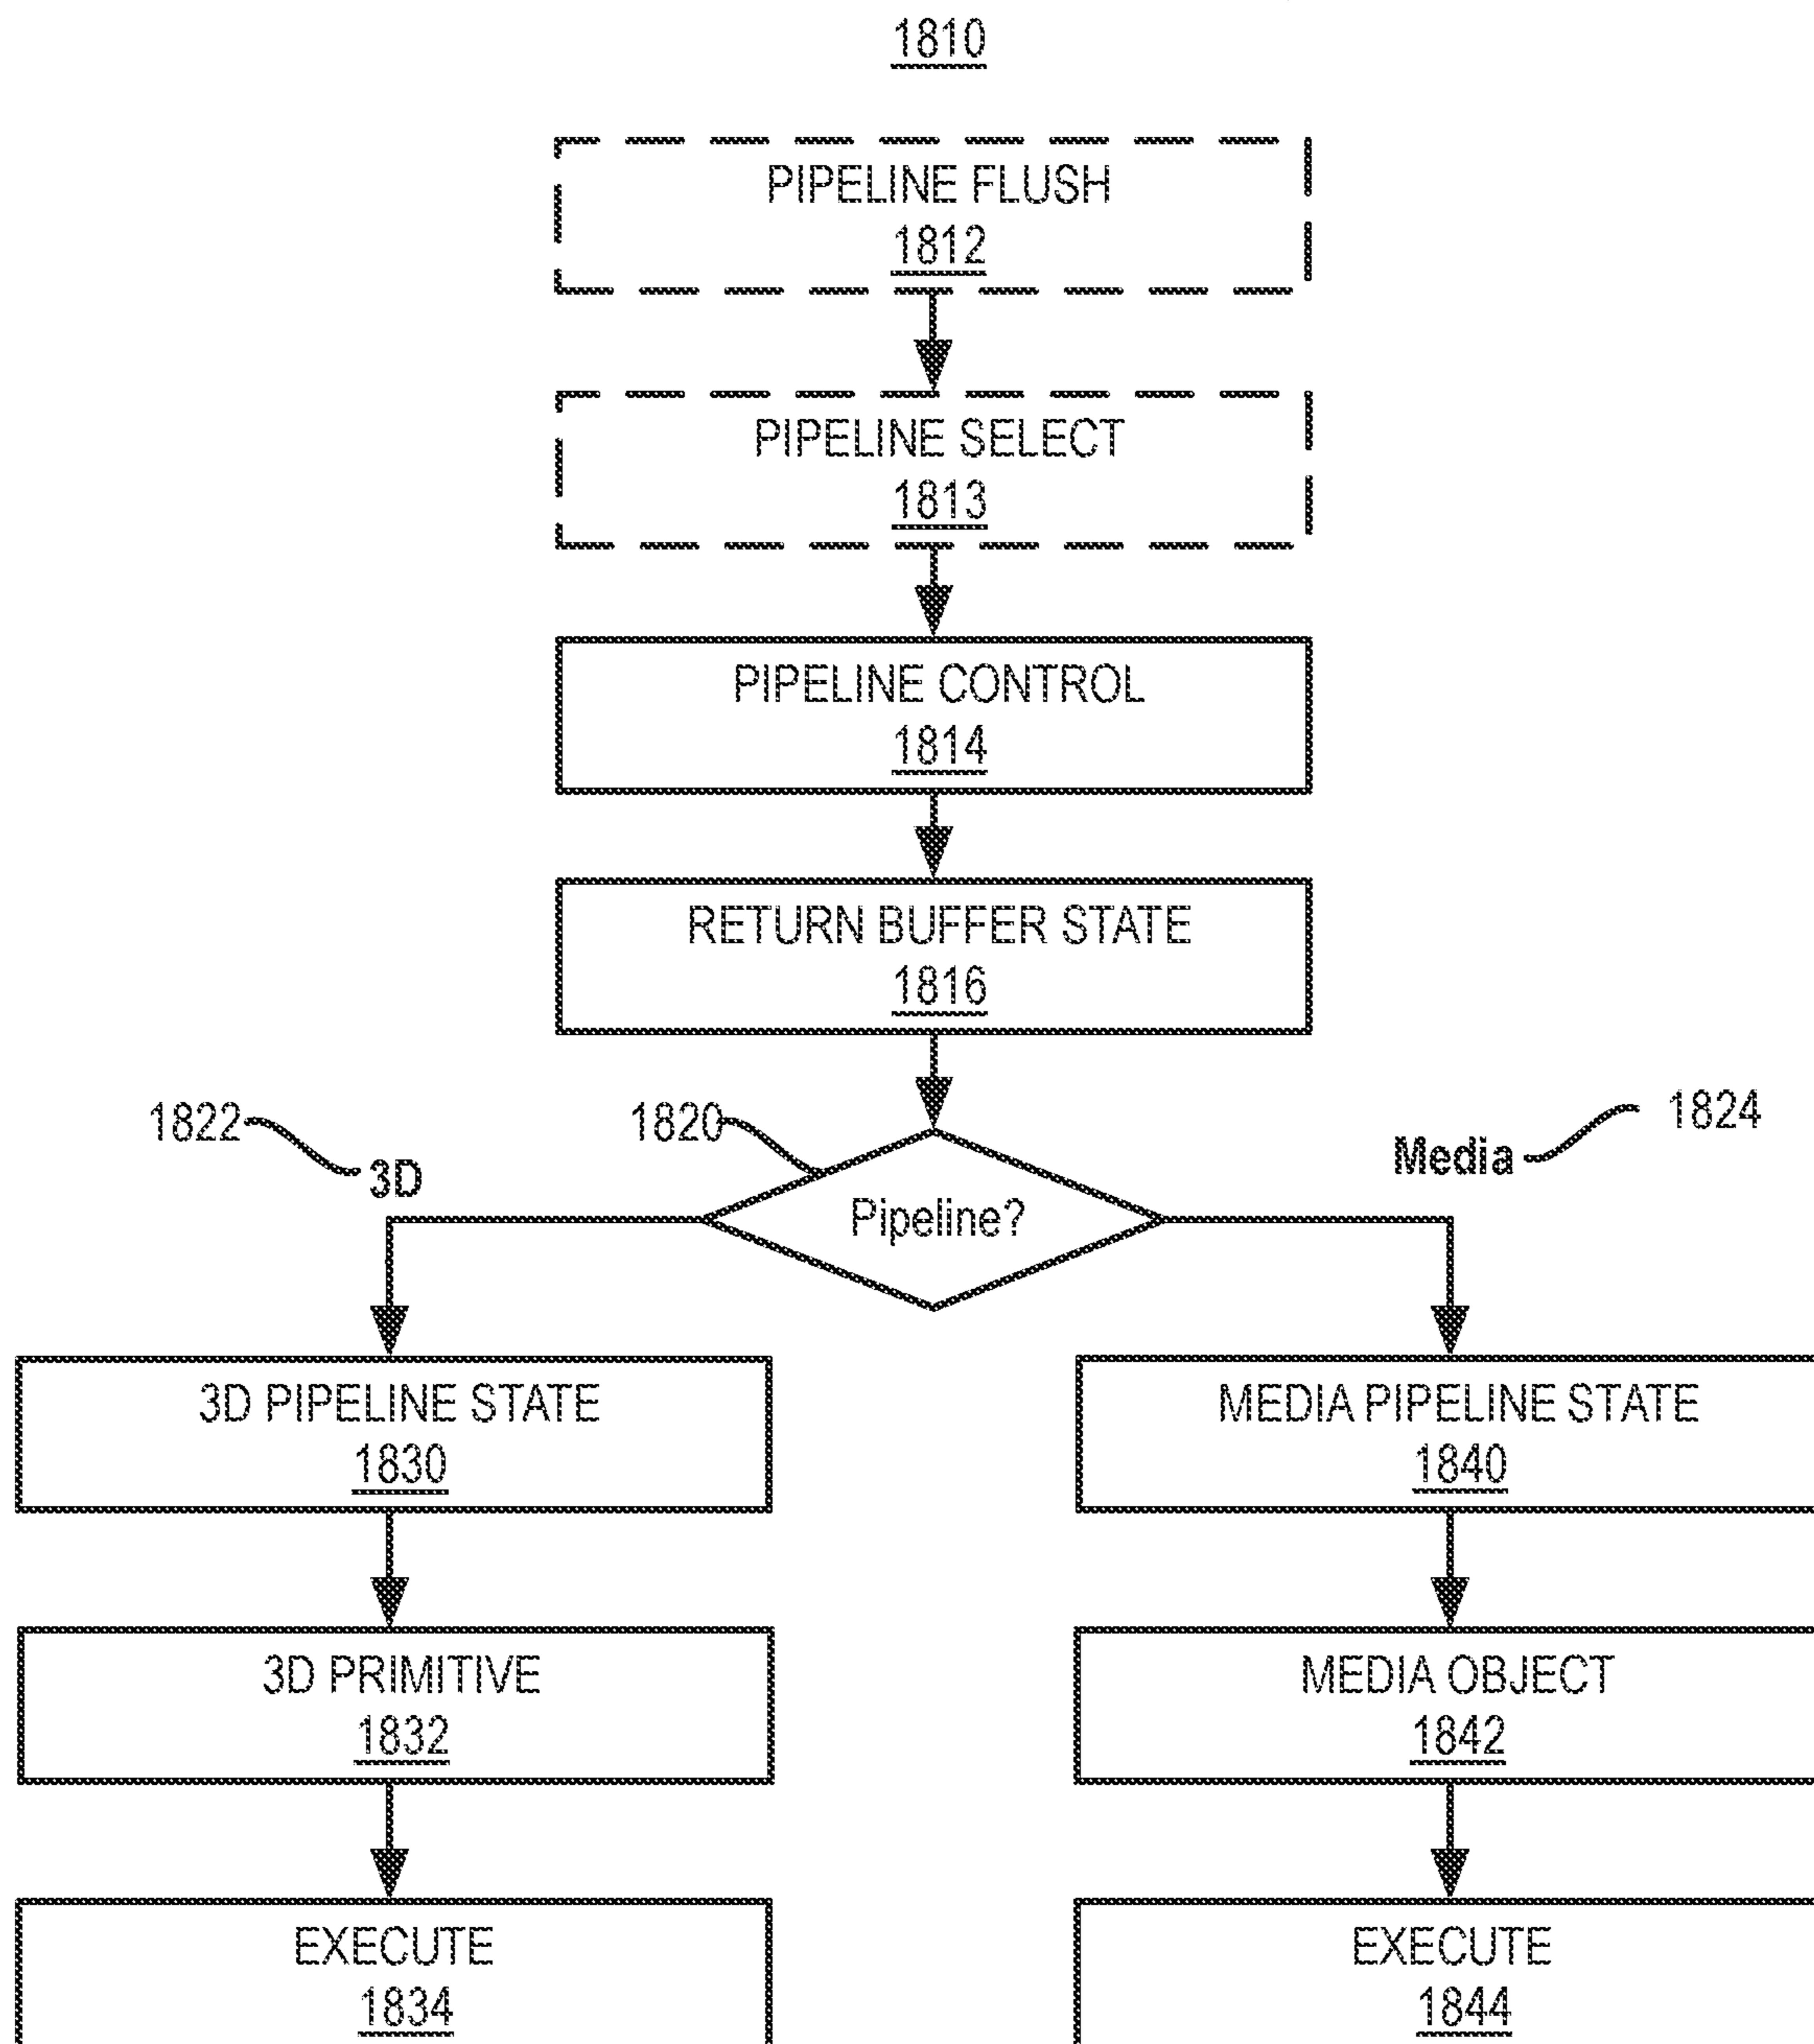 1810
PIPELINE FLUSH
1812
PIPELINE SELECT
1813
PIPELINE CONTROL
1814
RETURN BUFFER STATE
1816
1822
1820
1824
3D
Media
Pipeline?
3D PIPELINE STATE
1830
MEDIA PIPELINE STATE
1840
3D PRIMITIVE
1832
MEDIA OBJECT
1842
EXECUTE
1834
EXECUTE
1844